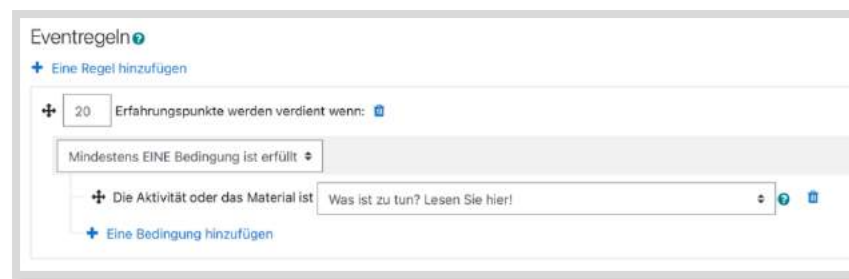 Eventregeln
Eine Regel hinzufügen
20 Erfahrungspunkte werden verdient wenn:
Mindestens EINE Bedingung ist erfüllt
Die Aktivität oder das Material ist Was ist zu tun? Lesen Sie hier!
Eine Bedingung hinzufügen